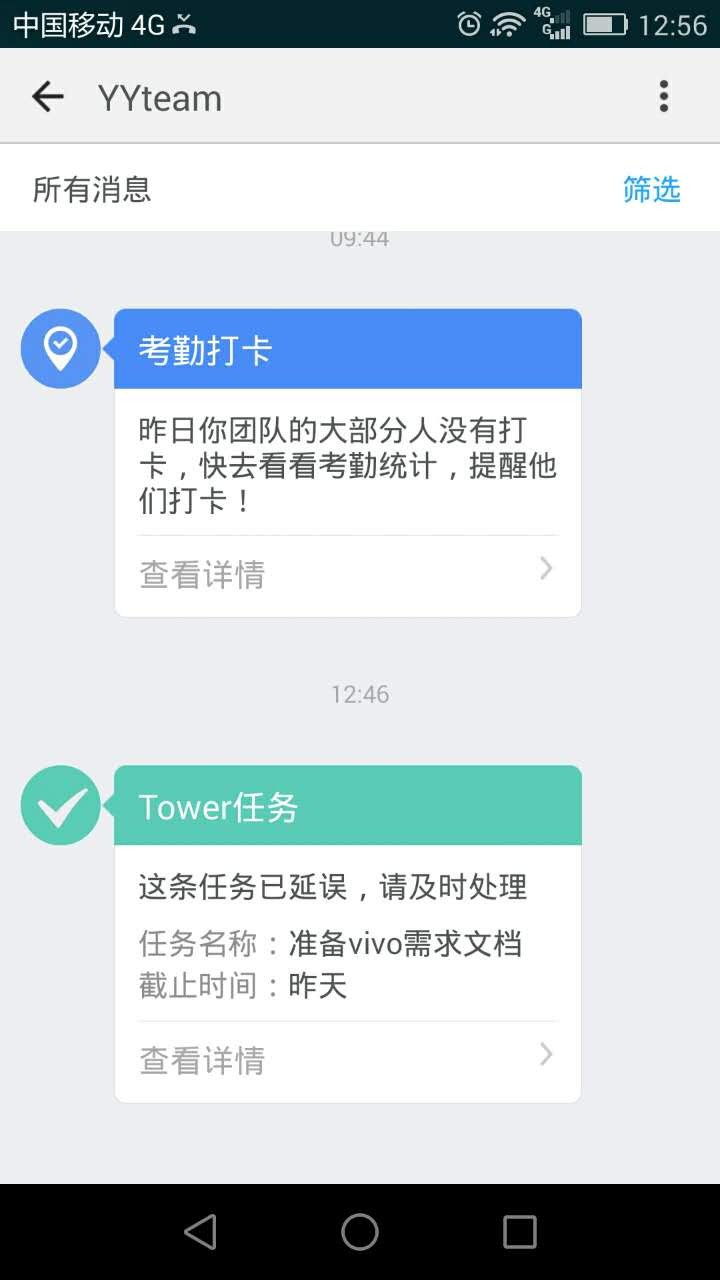 中国移动 4G 4G G 12:56
YYteam
所有消息 筛选
09:44
考勤打卡
昨日你团队的大部分人没有打
卡，快去看看考勤统计，提醒他
们打卡！
查看详情
12:46
Tower任务
这条任务已延误，请及时处理
任务名称：准备vivo需求文档
截止时间：昨天
查看详情